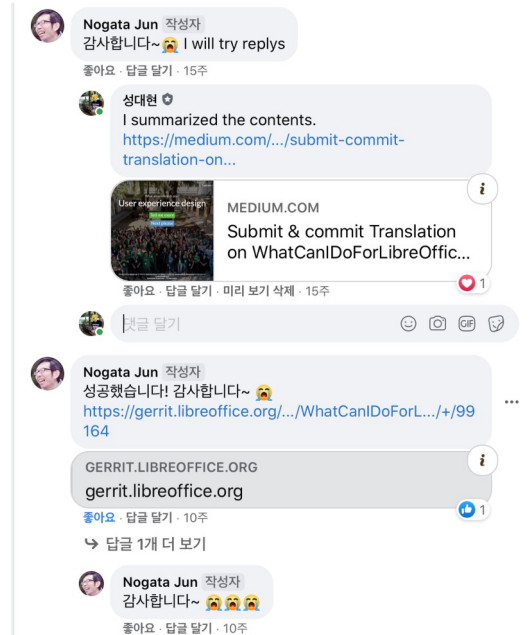 Nogata Jun 작성자
감사합니다~😭 I will try replys
좋아요 · 답글 달기 · 15주
성대현
I summarized the contents.
https://medium.com/.../submit-commit-
translation-on...
User experience design
MEDIUM.COM
Submit & commit Translation
on WhatCanIDoForLibreOffic...
1
좋아요 · 답글 달기 · 미리 보기 삭제 · 15주
댓글 달기
GIF
Nogata Jun 작성자
성공했습니다! 감사합니다~ 😭
https://gerrit.libreoffice.org/.../WhatCanIDoForL.../+/99
164
GERRIT.LIBREOFFICE.ORG
gerrit.libreoffice.org
1
좋아요 · 답글 달기 · 10주
답글 1개 더 보기
Nogata Jun 작성자
감사합니다~ 😭😭😭
좋아요 · 답글 달기 · 10주